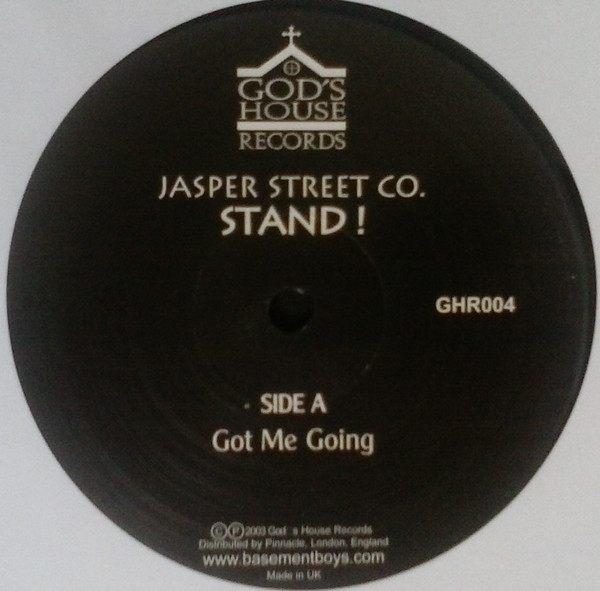 GOD'S
HOUSE
RECORDS
JASPER STREET CO.
STAND !
GHR004
SIDE A
Got Me Going
©℗2003 God s House Records
Distributed by Pinnacle, London, England
www.basementboys.com
Made in UK